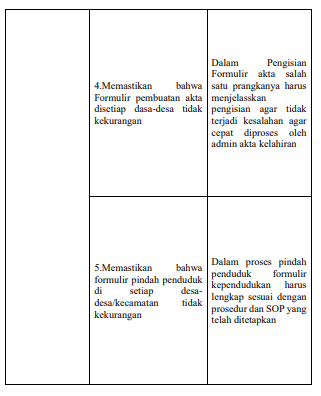 4.Memastikan bahwa
Formulir pembuatan akta
disetiap dasa-desa tidak
kekurangan
Dalam Pengisian
Formulir akta salah
satu prangkanya harus
menjelasskan
pengisian agar tidak
terjadi kesalahan agar
cepat diproses oleh
admin akta kelahiran
5.Memastikan bahwa
formulir pindah penduduk
di setiap desa-
desa/kecamatan tidak
kekurangan
Dalam proses pindah
penduduk formulir
kependudukan harus
lengkap sesuai dengan
prosedur dan SOP yang
telah ditetapkan